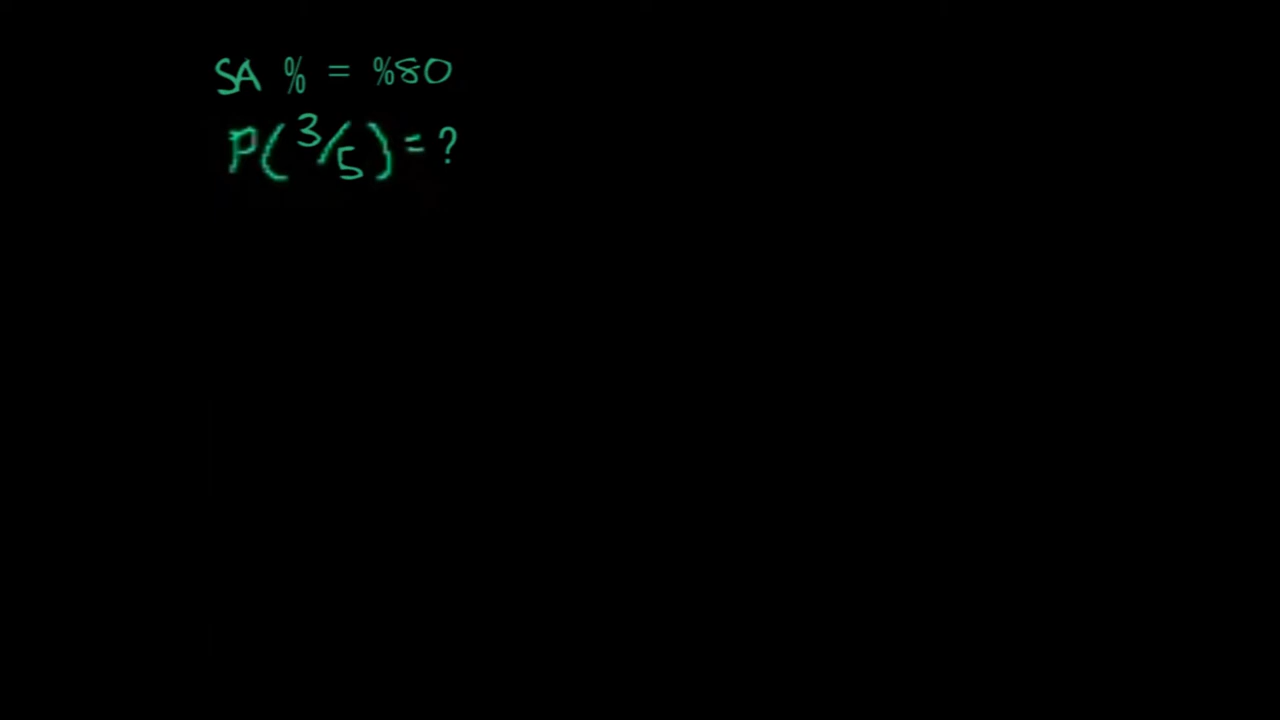 SA % = %80
P(3/5) = ?